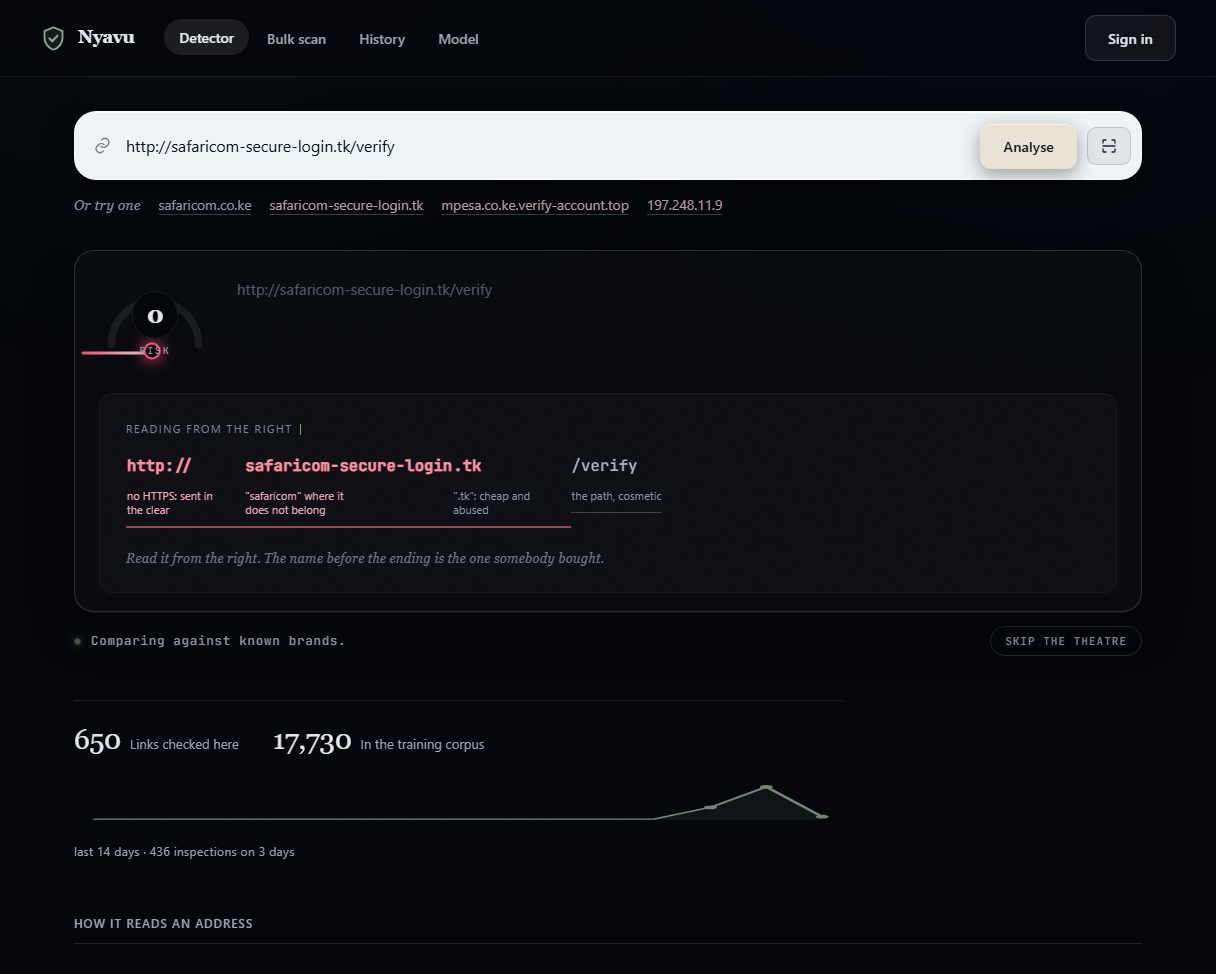 Nyavu Detector Bulk scan History Model Sign in
http://safaricom-secure-login.tk/verify Analyse
Or try one safaricom.co.ke safaricom-secure-login.tk mpesa.co.ke.verify-account.top 197.248.11.9
http://safaricom-secure-login.tk/verify
0
RISK
READING FROM THE RIGHT
http:// safaricom-secure-login.tk /verify
no HTTPS: sent in "safaricom" where it ".tk": cheap and the path, cosmetic
the clear does not belong abused
Read it from the right. The name before the ending is the one somebody bought.
Comparing against known brands. SKIP THE THEATRE
650 Links checked here 17,730 In the training corpus
last 14 days · 436 inspections on 3 days
HOW IT READS AN ADDRESS